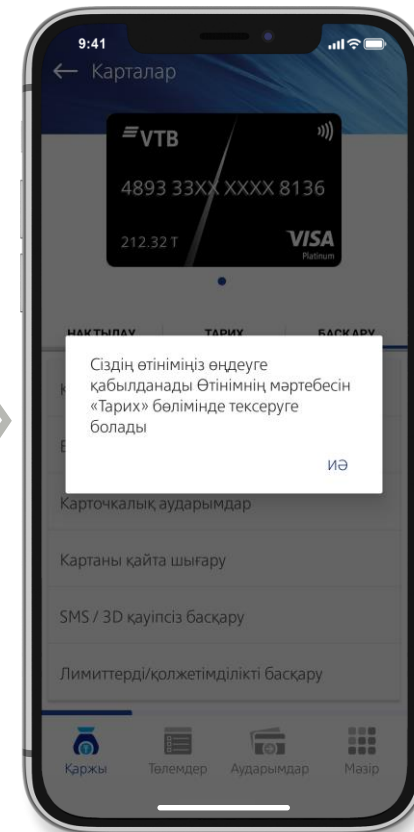 9:41
← Карталар
VTB
4893 33XX XXXX 8136
212.32 T
VISA
Platinum
НАҚТЫЛАУ ТАРИХ БАСҚАРУ
Сіздің өтініміңіз өңдеуге
қабылданады Өтінімнің мәртебесін
«Тарих» бөлімінде тексеруге
болады
ИӘ
Карточкалық аударымдар
Картаны қайта шығару
SMS / 3D қауіпсіз басқару
Лимиттерді/қолжетімділікті басқару
Қаржы Төлемдер Аударымдар Мәзір